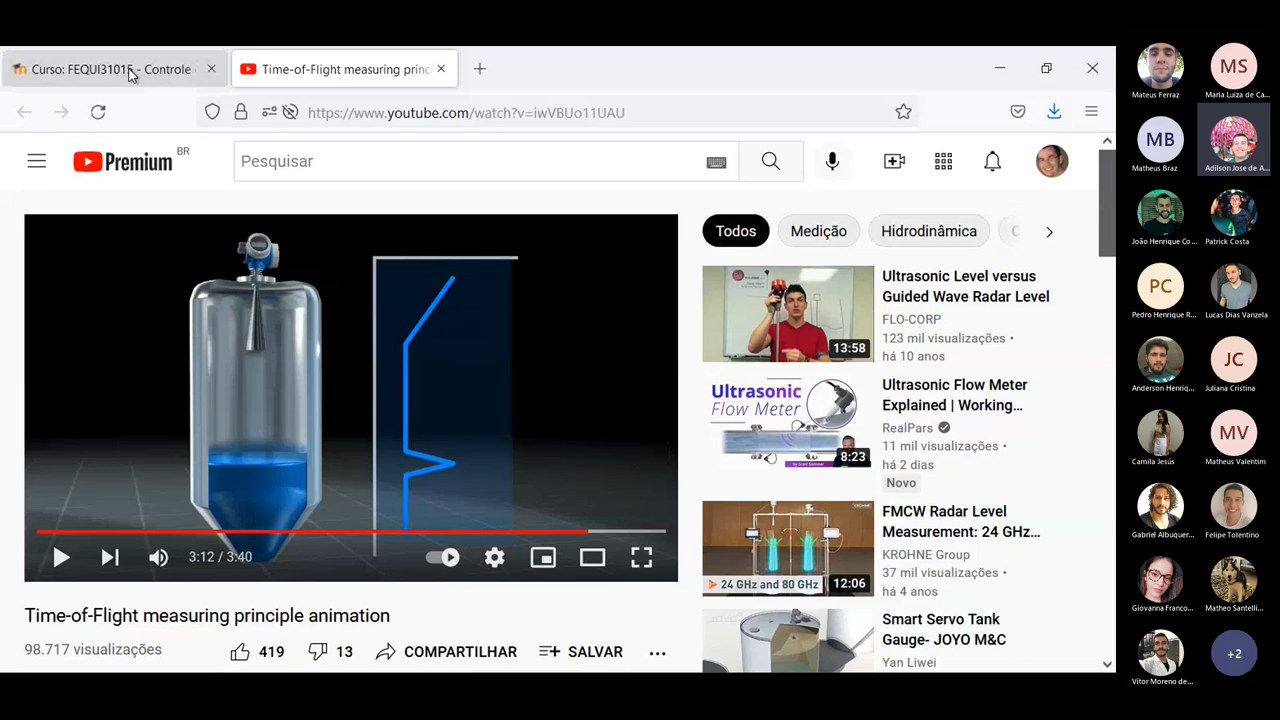 Curso: FEQUI31015 - Controle
Time-of-Flight measuring princ
https://www.youtube.com/watch?v=iwVBUo11UAU
Premium BR
Pesquisar
Todos
Medição
Hidrodinâmica
Ultrasonic Level versus
Guided Wave Radar Level
FLO-CORP
123 mil visualizações •
há 10 anos
13:58
Ultrasonic
Flow Meter
8:23
Ultrasonic Flow Meter
Explained | Working...
RealPars
11 mil visualizações •
há 2 dias
Novo
24 GHz and 80 GHz
12:06
FMCW Radar Level
Measurement: 24 GHz...
KROHNE Group
37 mil visualizações •
há 4 anos
Smart Servo Tank
Gauge- JOYO M&C
Yan Liwei
3:12 / 3:40
Time-of-Flight measuring principle animation
98.717 visualizações
419
13
COMPARTILHAR
SALVAR
Mateus Ferraz
MS
Maria Luiza de Ca...
MB
Matheus Braz
Adilson Jose de A...
João Henrique Co...
Patrick Costa
PC
Pedro Henrique R...
Lucas Dias Vanzela
Anderson Henriq...
JC
Juliana Cristina
Camila Jesús
MV
Matheus Valentim
Gabriel Albuquer...
Felipe Tolentino
Giovanna Franco...
Matheo Santelli...
Vítor Moreno de...
+2